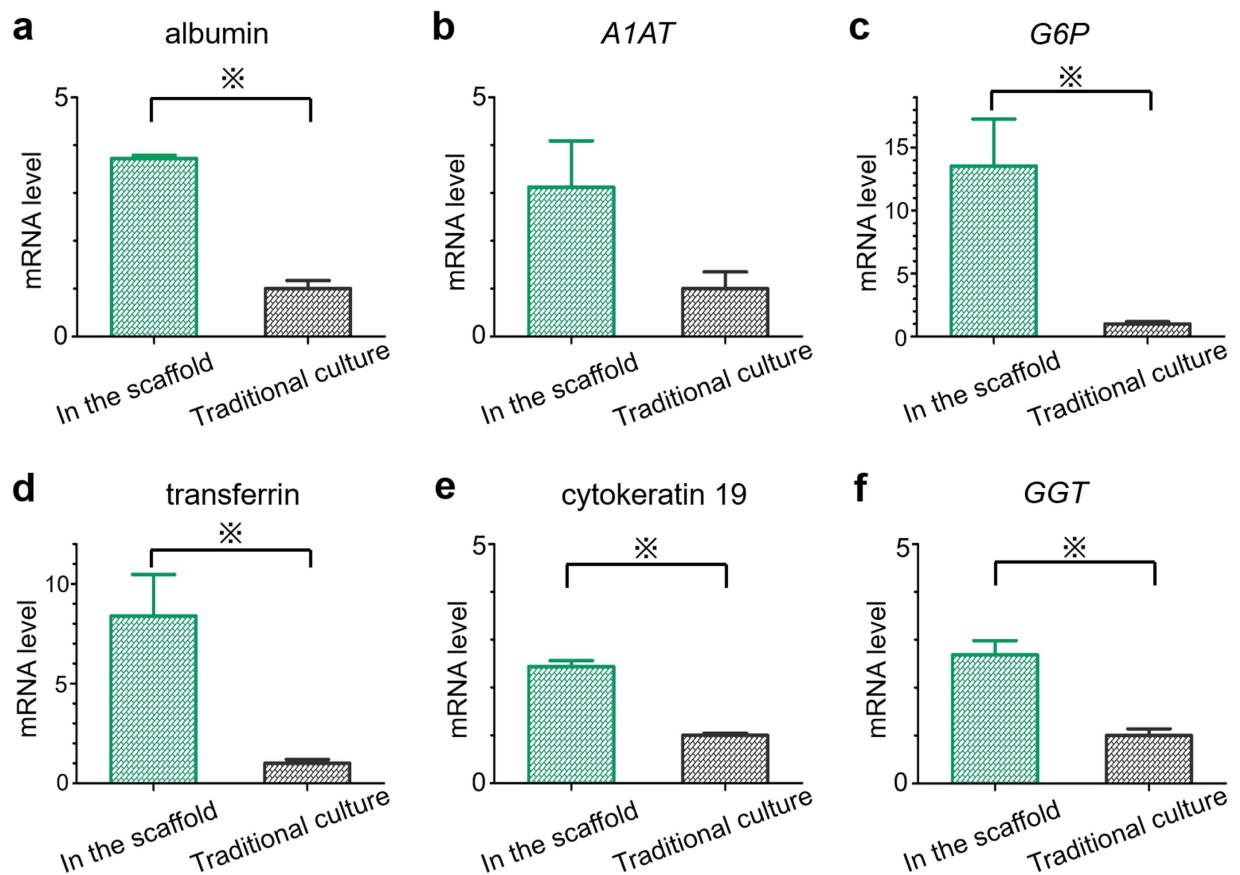 a albumin
※
5
0
mRNA level
In the scaffold
Traditional culture
b A1AT
5
0
mRNA level
In the scaffold
Traditional culture
c G6P
※
15
10
5
0
mRNA level
In the scaffold
Traditional culture
d transferrin
※
10
5
0
mRNA level
In the scaffold
Traditional culture
e cytokeratin 19
※
5
0
mRNA level
In the scaffold
Traditional culture
f GGT
※
5
0
mRNA level
In the scaffold
Traditional culture